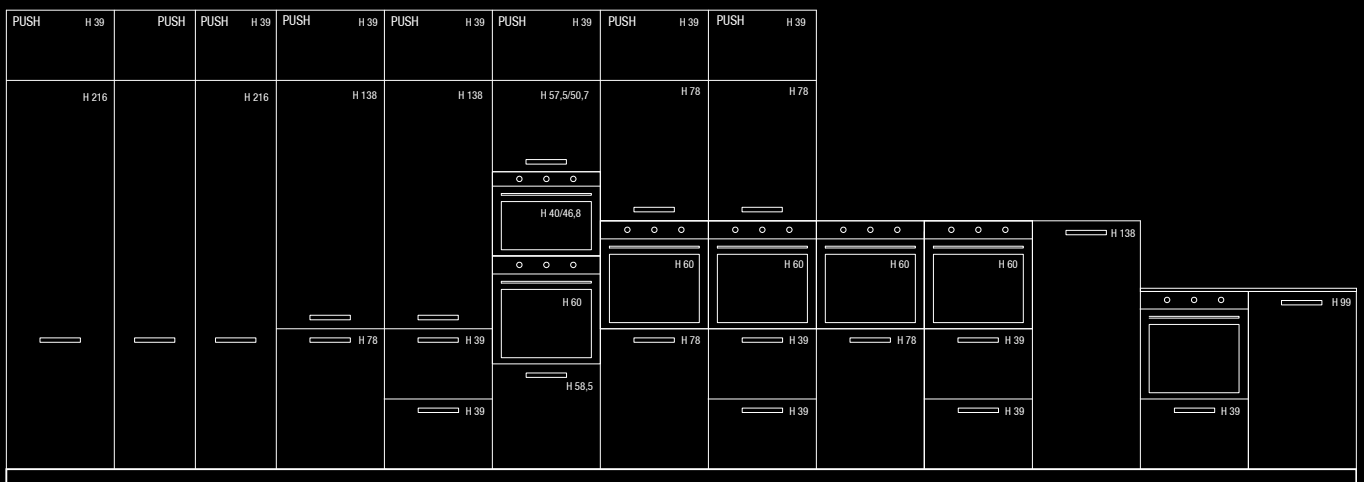 PUSH H 39 PUSH PUSH H 39 PUSH H 39 PUSH H 39 PUSH H 39 PUSH H 39 PUSH H 39
H 216 H 216 H 138 H 138 H 57,5/50,7 H 78 H 78
H 40/46,8
H 138
H 60 H 60 H 60 H 60
H 60 H 99
H 78 H 39 H 78 H 39 H 78 H 39
H 58,5
H 39 H 39 H 39 H 39